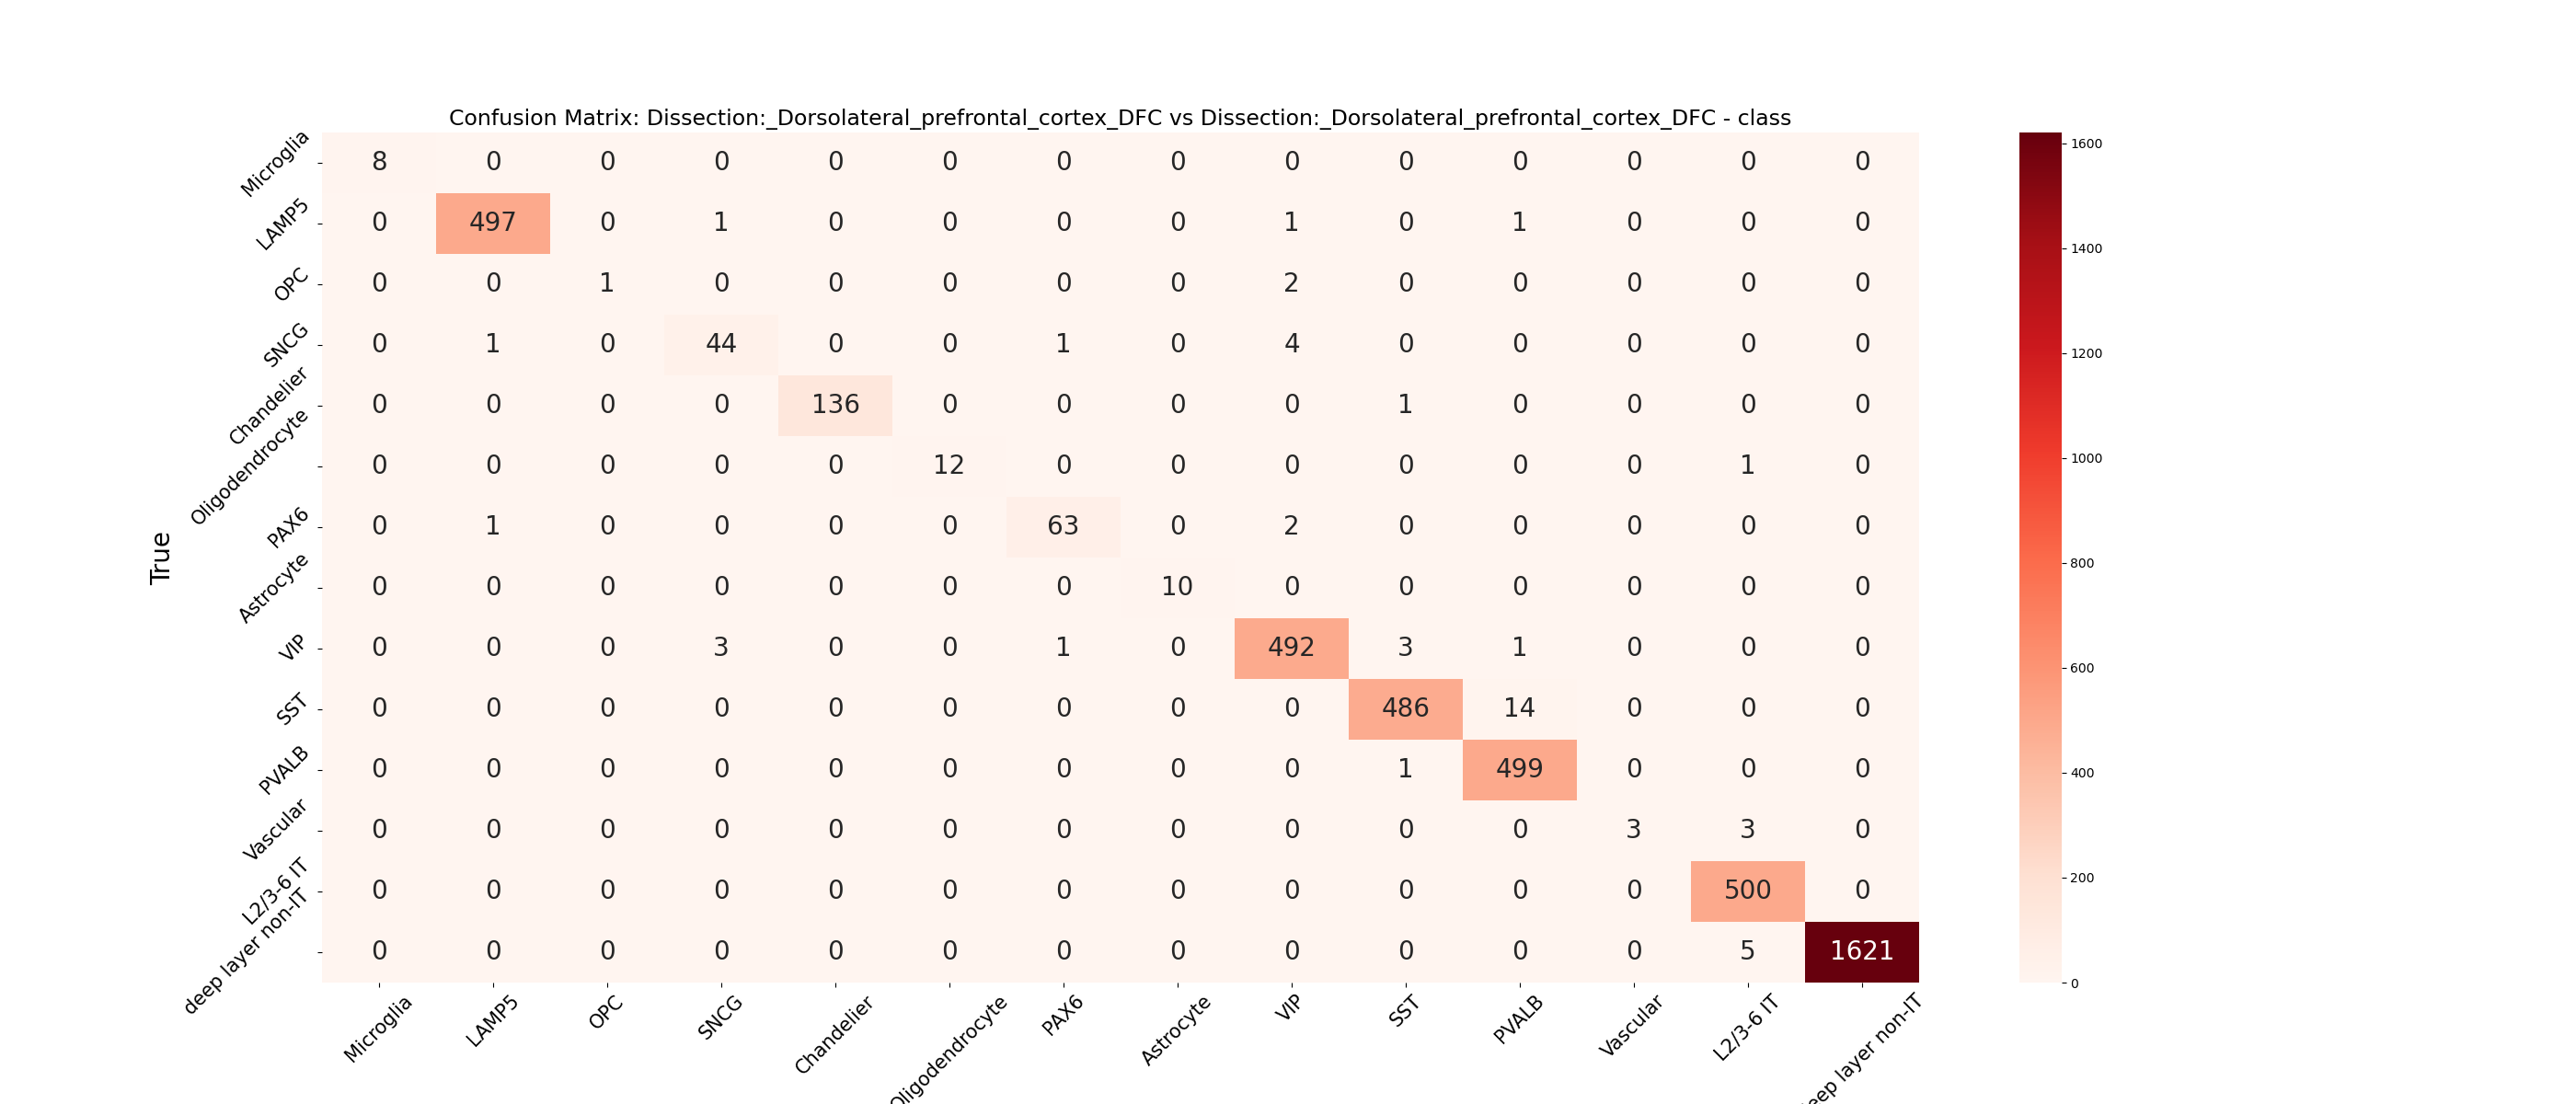 Confusion Matrix: Dissection:_Dorsolateral_prefrontal_cortex_DFC vs Dissection:_Dorsolateral_prefrontal_cortex_DFC - class
True
Microglia 8 0 0 0 0 0 0 0 0 0 0 0 0 0
LAMP5 0 497 0 1 0 0 0 0 1 0 1 0 0 0
OPC 0 0 1 0 0 0 0 0 2 0 0 0 0 0
SNCG 0 1 0 44 0 0 1 0 4 0 0 0 0 0
Chandelier 0 0 0 0 136 0 0 0 0 1 0 0 0 0
Oligodendrocyte 0 0 0 0 0 12 0 0 0 0 0 0 1 0
PAX6 0 1 0 0 0 0 63 0 2 0 0 0 0 0
Astrocyte 0 0 0 0 0 0 0 10 0 0 0 0 0 0
VIP 0 0 0 3 0 0 1 0 492 3 1 0 0 0
SST 0 0 0 0 0 0 0 0 0 486 14 0 0 0
PVALB 0 0 0 0 0 0 0 0 0 1 499 0 0 0
Vascular 0 0 0 0 0 0 0 0 0 0 0 3 3 0
L2/3-6 IT 0 0 0 0 0 0 0 0 0 0 0 0 500 0
deep layer non-IT 0 0 0 0 0 0 0 0 0 0 0 0 5 1621
Microglia LAMP5 OPC SNCG Chandelier Oligodendrocyte PAX6 Astrocyte VIP SST PVALB Vascular L2/3-6 IT eep layer non-IT
1600
1400
1200
1000
800
600
400
200
0